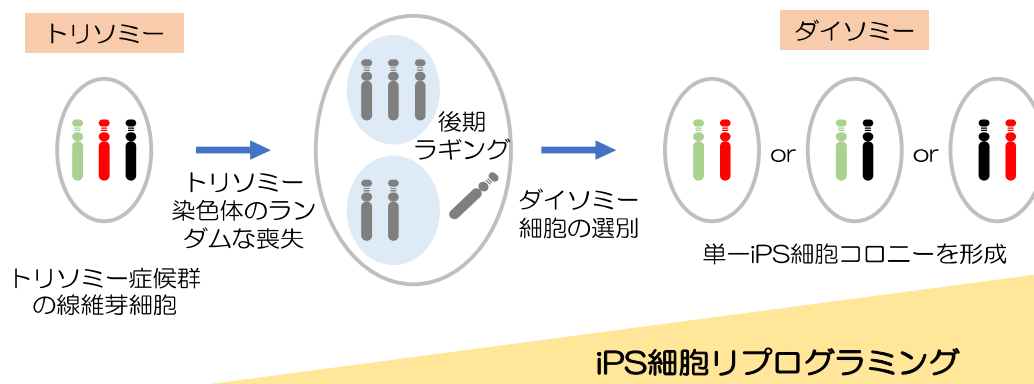 トリソミー
ダイソミー
後期
ラギング
or
or
トリソミー
染色体のラン
ダムな喪失
ダイソミー
細胞の選別
単一iPS細胞コロニーを形成
トリソミー症候群
の線維芽細胞
iPS細胞リプログラミング